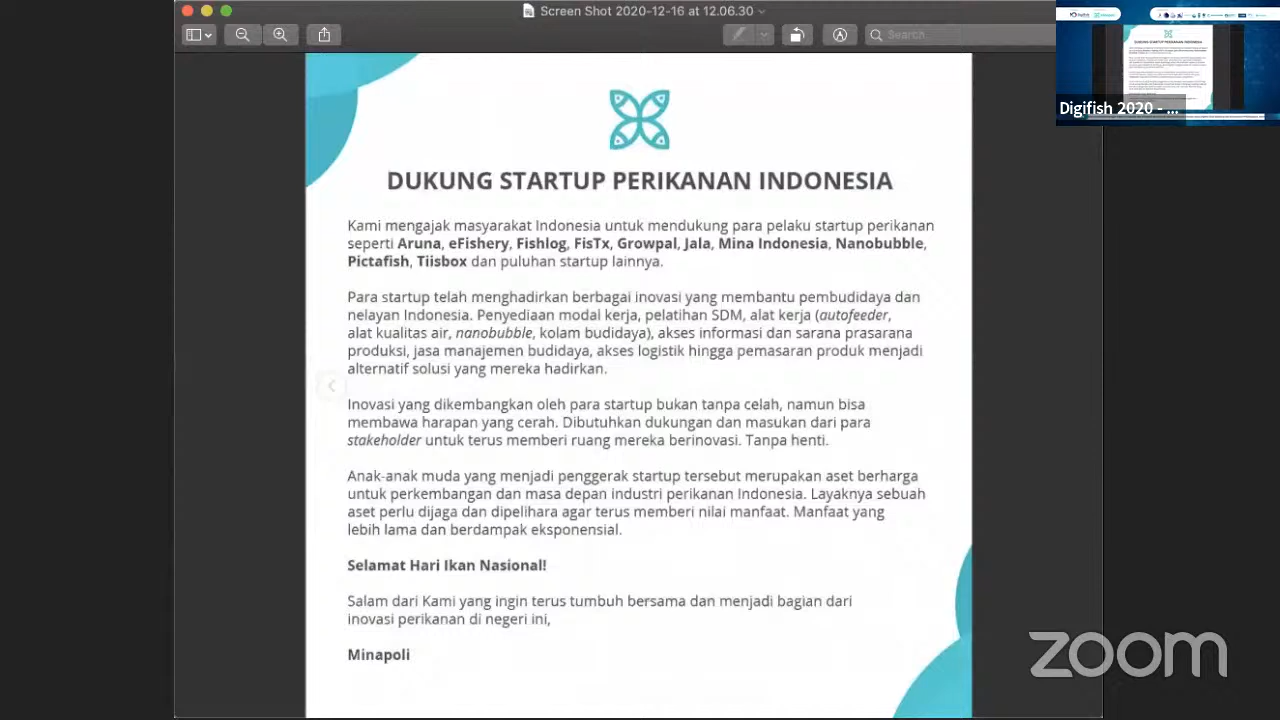 Screen Shot 2020-12-16 at 12.06.30
Search
Digifish 2020 - ...
DUKUNG STARTUP PERIKANAN INDONESIA
DUKUNG STARTUP PERIKANAN INDONESIA
Kami mengajak masyarakat Indonesia untuk mendukung para pelaku startup perikanan
seperti Aruna, eFishery, Fishlog, FisTx, Growpal, Jala, Mina Indonesia, Nanobubble,
Pictafish, Tiisbox dan puluhan startup lainnya.
Para startup telah menghadirkan berbagai inovasi yang membantu pembudidaya dan
nelayan Indonesia. Penyediaan modal kerja, pelatihan SDM, alat kerja (autofeeder,
alat kualitas air, nanobubble, kolam budidaya), akses informasi dan sarana prasarana
produksi, jasa manajemen budidaya, akses logistik hingga pemasaran produk menjadi
alternatif solusi yang mereka hadirkan.
Inovasi yang dikembangkan oleh para startup bukan tanpa celah, namun bisa
membawa harapan yang cerah. Dibutuhkan dukungan dan masukan dari para
stakeholder untuk terus memberi ruang mereka berinovasi. Tanpa henti.
Anak-anak muda yang menjadi penggerak startup tersebut merupakan aset berharga
untuk perkembangan dan masa depan industri perikanan Indonesia. Layaknya sebuah
aset perlu dijaga dan dipelihara agar terus memberi nilai manfaat. Manfaat yang
lebih lama dan berdampak eksponensial.
Selamat Hari Ikan Nasional!
Salam dari Kami yang ingin terus tumbuh bersama dan menjadi bagian dari
inovasi perikanan di negeri ini,
Minapoli
zoom